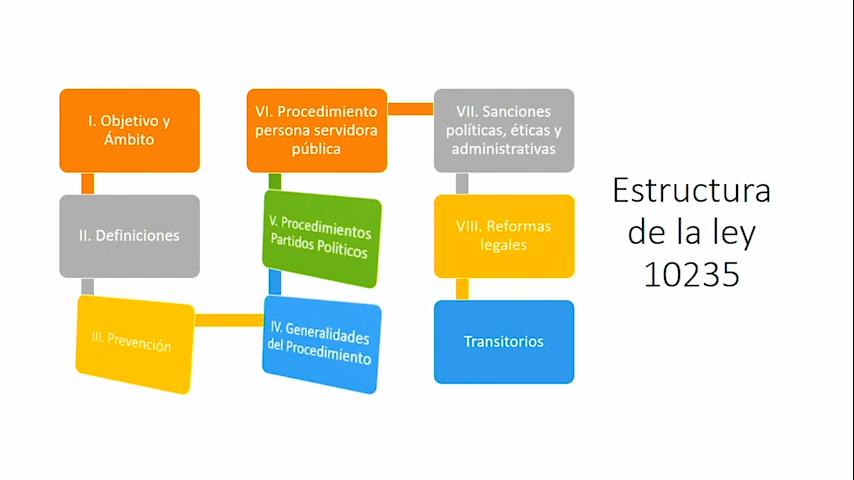 I. Objetivo y
Ámbito
II. Definiciones
III. Prevención
IV. Generalidades
del Procedimiento
V. Procedimientos
Partidos Políticos
VI. Procedimiento
persona servidora
pública
VII. Sanciones
políticas, éticas y
administrativas
VIII. Reformas
legales
Transitorios
Estructura
de la ley
10235